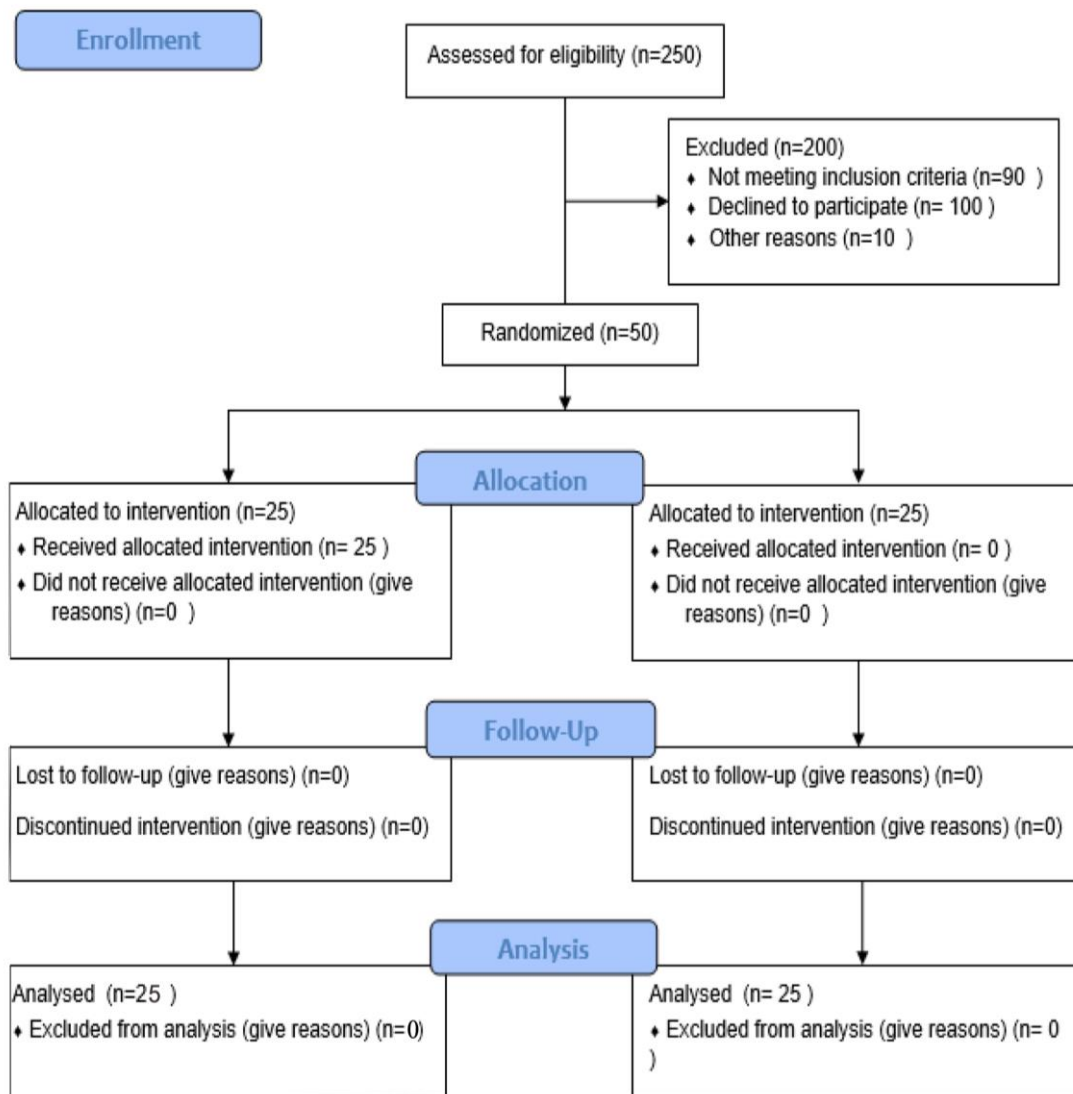 Enrollment
Assessed for eligibility (n=250)
Excluded (n=200)
♦ Not meeting inclusion criteria (n=90 )
♦ Declined to participate (n= 100 )
♦ Other reasons (n=10 )
Randomized (n=50)
Allocation
Allocated to intervention (n=25)
♦ Received allocated intervention (n= 25 )
♦ Did not receive allocated intervention (give
reasons) (n=0 )
Allocated to intervention (n=25)
♦ Received allocated intervention (n= 0 )
♦ Did not receive allocated intervention (give
reasons) (n=0 )
Follow-Up
Lost to follow-up (give reasons) (n=0)
Discontinued intervention (give reasons) (n=0)
Lost to follow-up (give reasons) (n=0)
Discontinued intervention (give reasons) (n=0)
Analysis
Analysed (n=25 )
♦ Excluded from analysis (give reasons) (n=0)
Analysed (n= 25 )
♦ Excluded from analysis (give reasons) (n= 0
)